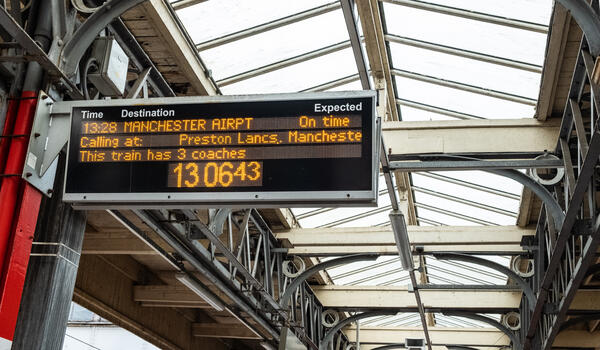 Time Destination Expected
13:28 MANCHESTER AIRPT On time
Calling at: Preston Lancs, Mancheste
This train has 3 coaches
13:06:43